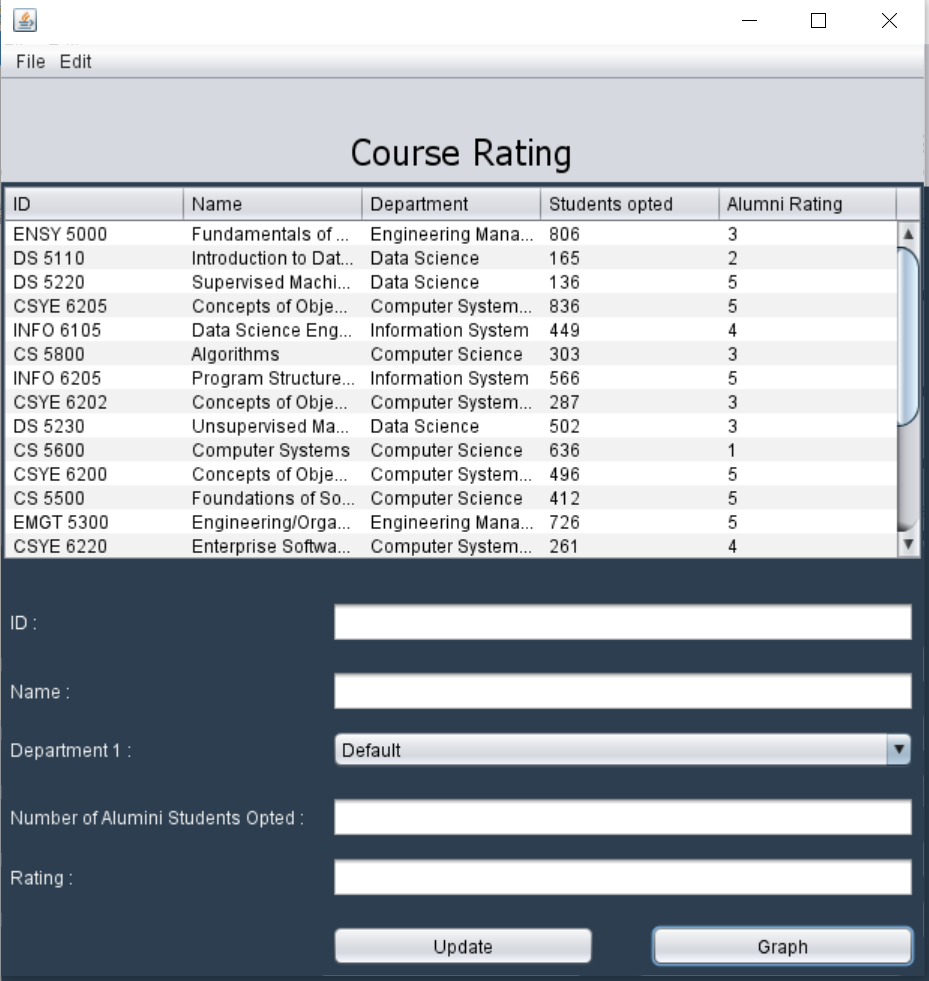 File Edit
Course Rating
ID Name Department Students opted Alumni Rating
ENSY 5000 Fundamentals of ... Engineering Mana... 806 3
DS 5110 Introduction to Dat... Data Science 165 2
DS 5220 Supervised Machi... Data Science 136 5
CSYE 6205 Concepts of Obje... Computer System... 836 5
INFO 6105 Data Science Eng... Information System 449 4
CS 5800 Algorithms Computer Science 303 3
INFO 6205 Program Structure... Information System 566 5
CSYE 6202 Concepts of Obje... Computer System... 287 3
DS 5230 Unsupervised Ma... Data Science 502 3
CS 5600 Computer Systems Computer Science 636 1
CSYE 6200 Concepts of Obje... Computer System... 496 5
CS 5500 Foundations of So... Computer Science 412 5
EMGT 5300 Engineering/Orga... Engineering Mana... 726 5
CSYE 6220 Enterprise Softwa... Computer System... 261 4
ID :
Name :
Department 1 : Default
Number of Alumini Students Opted :
Rating :
Update Graph